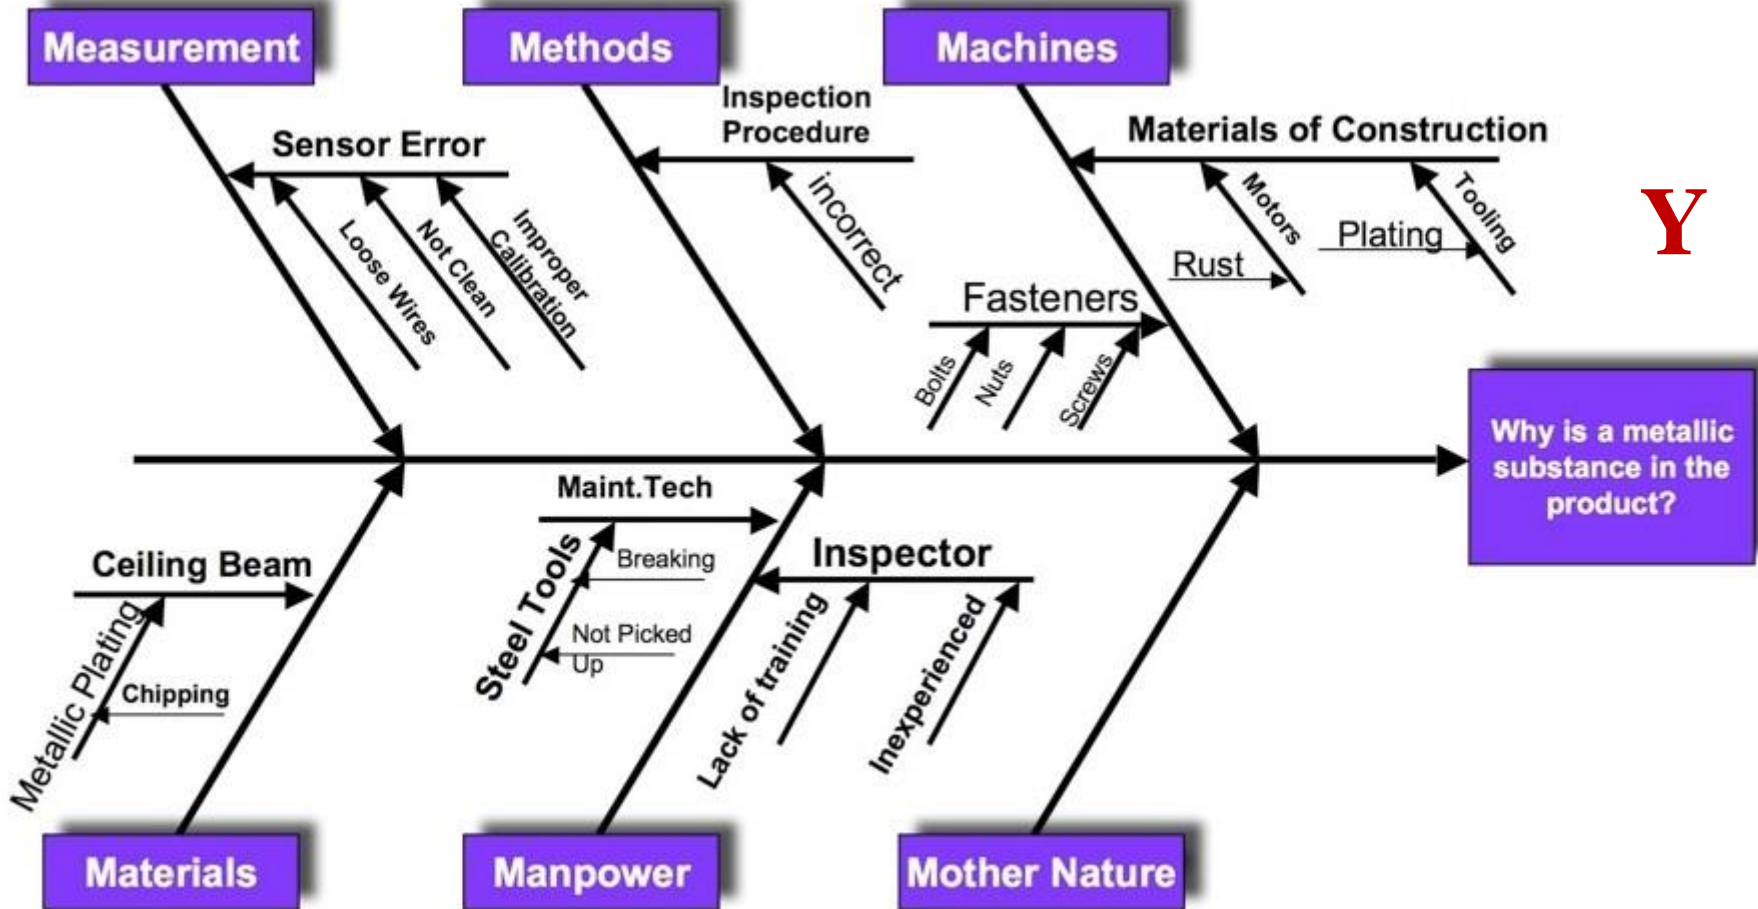 Measurement
Methods
Machines
Inspection
Procedure
Materials of Construction
Sensor Error
incorrect
Motors
Tooling
Improper
Calibration
Loose Wires
Not Clean
Plating
Rust
Y
Fasteners
Bolts
Nuts
Screws
Why is a metallic
substance in the
product?
Maint.Tech
Ceiling Beam
Steel Tools
Breaking
Inspector
Not Picked
Up
Metallic Plating
Chipping
Lack of training
Inexperienced
Materials
Manpower
Mother Nature